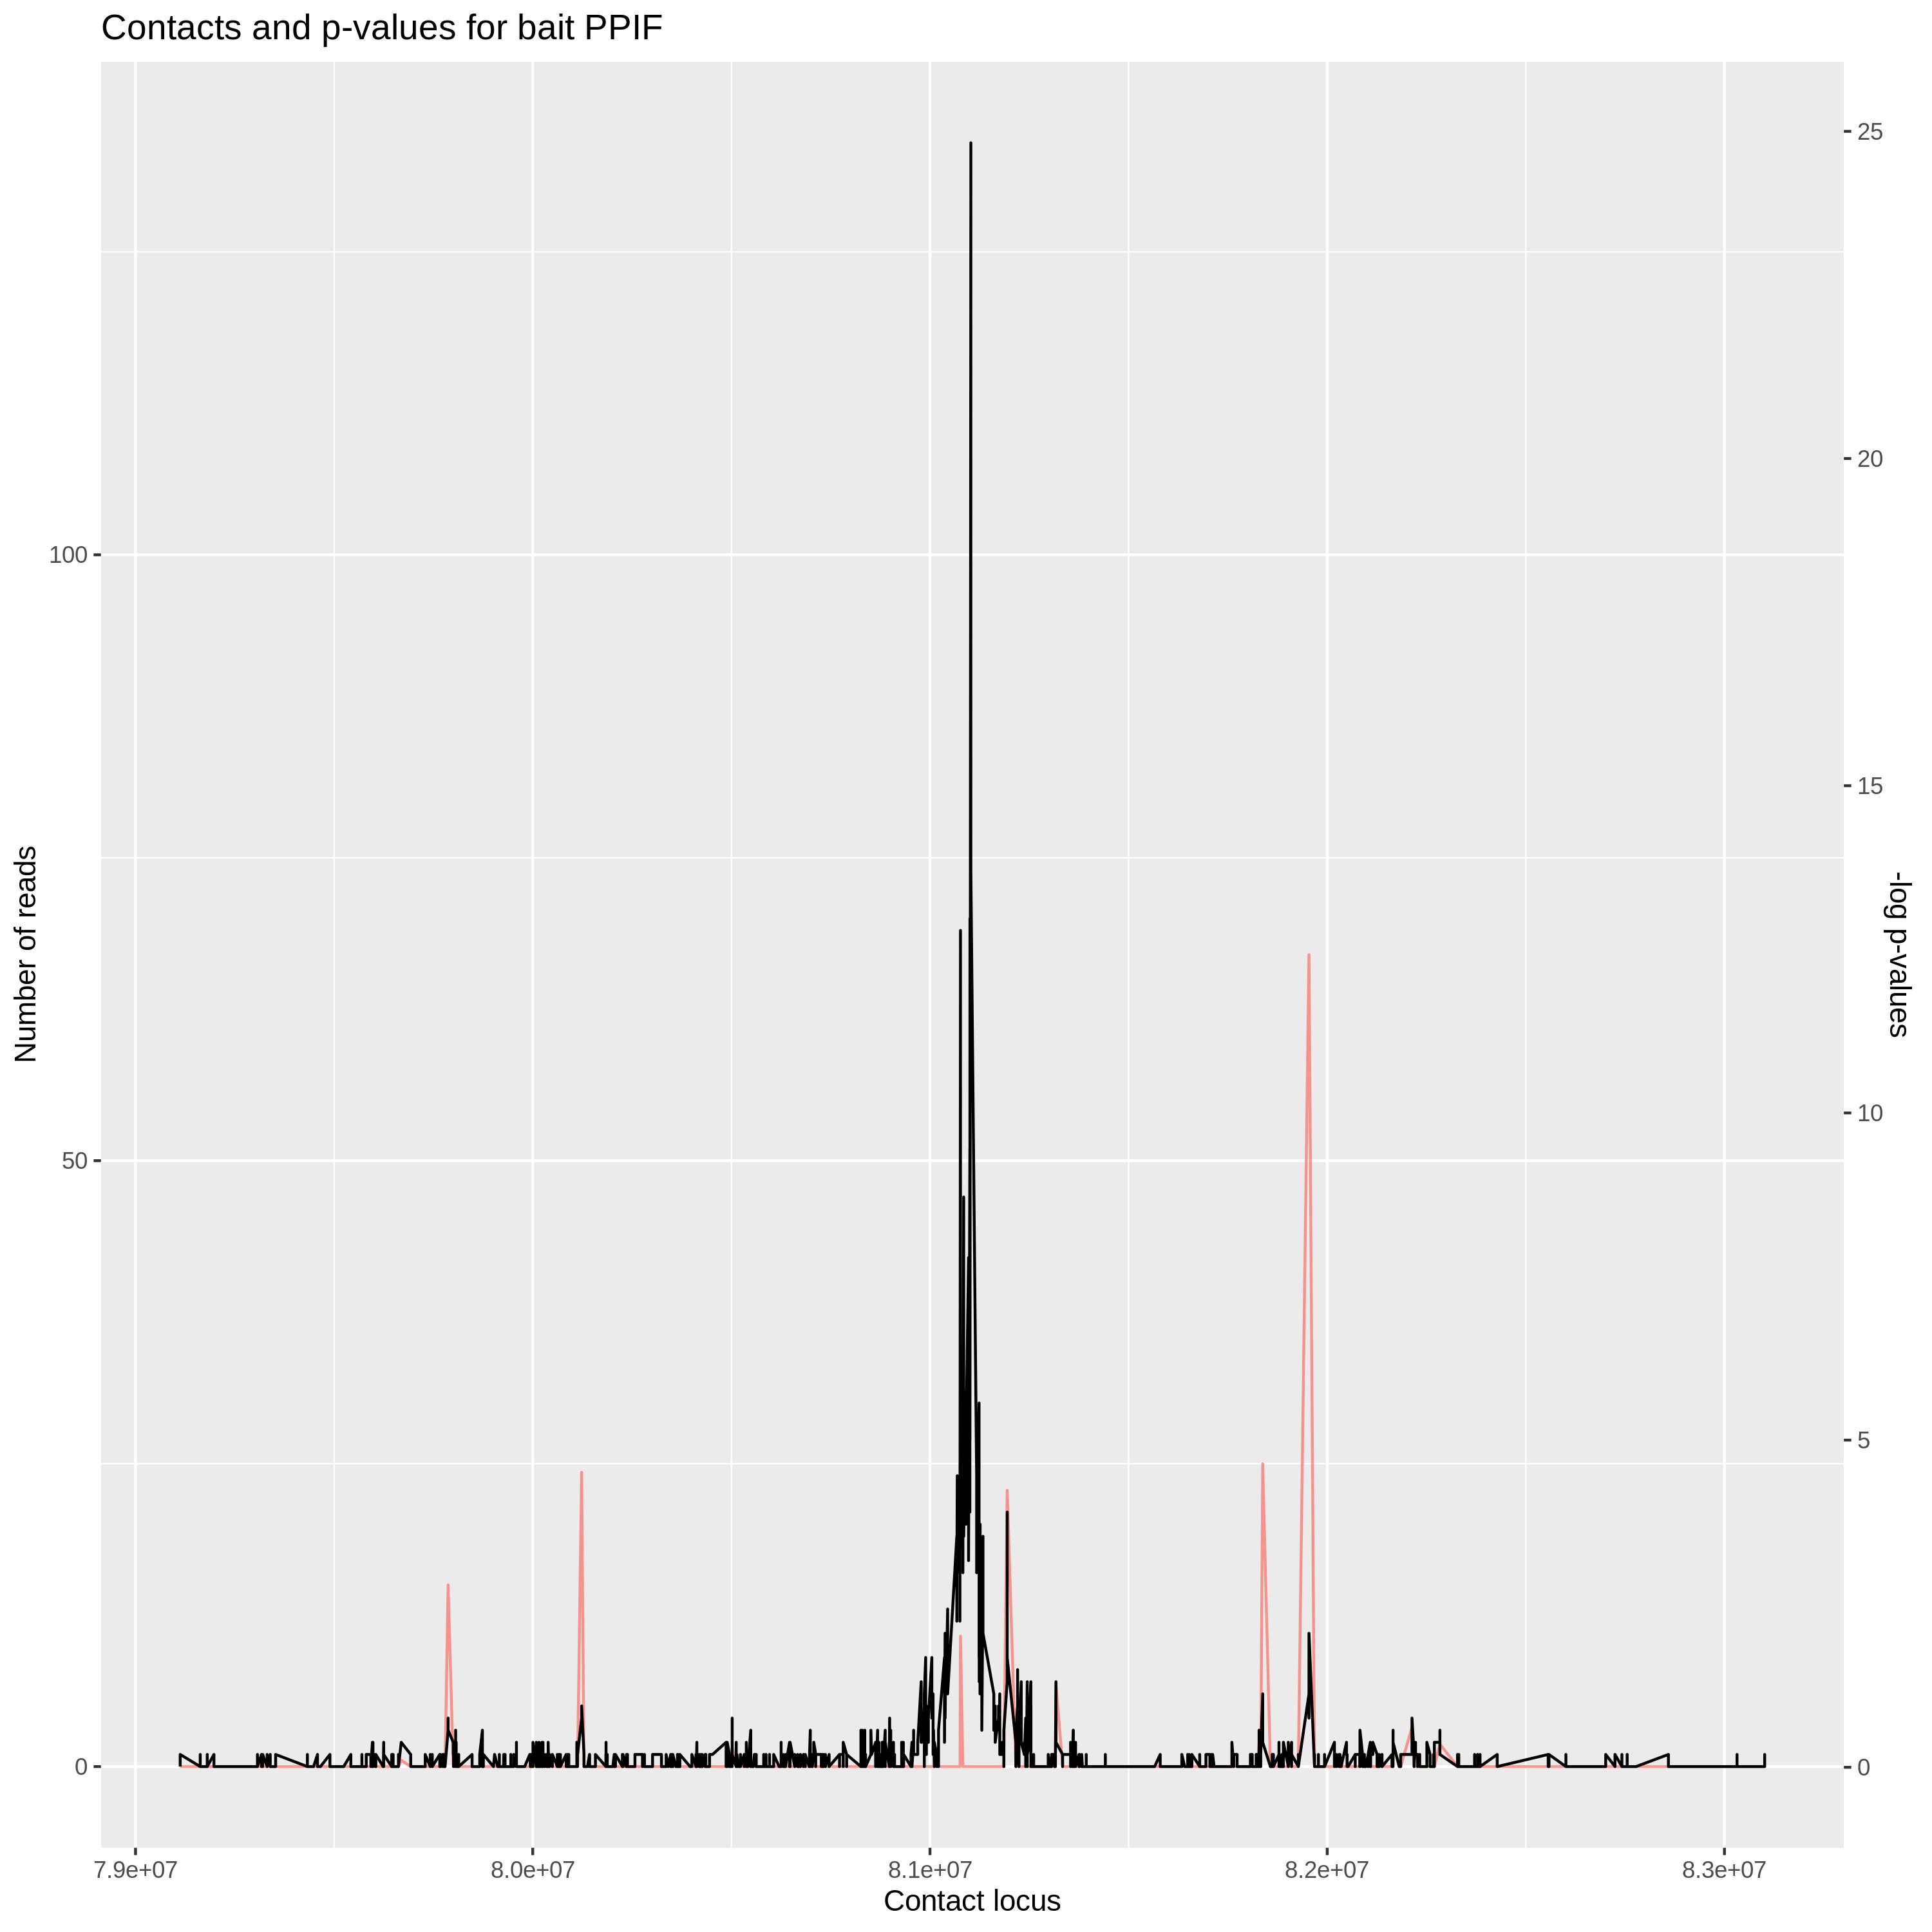 Contacts and p-values for bait PPIF
Number of reads
100
50
0
25
20
15
10
5
0
-log p-values
7.9e+07
8.0e+07
8.1e+07
8.2e+07
8.3e+07
Contact locus